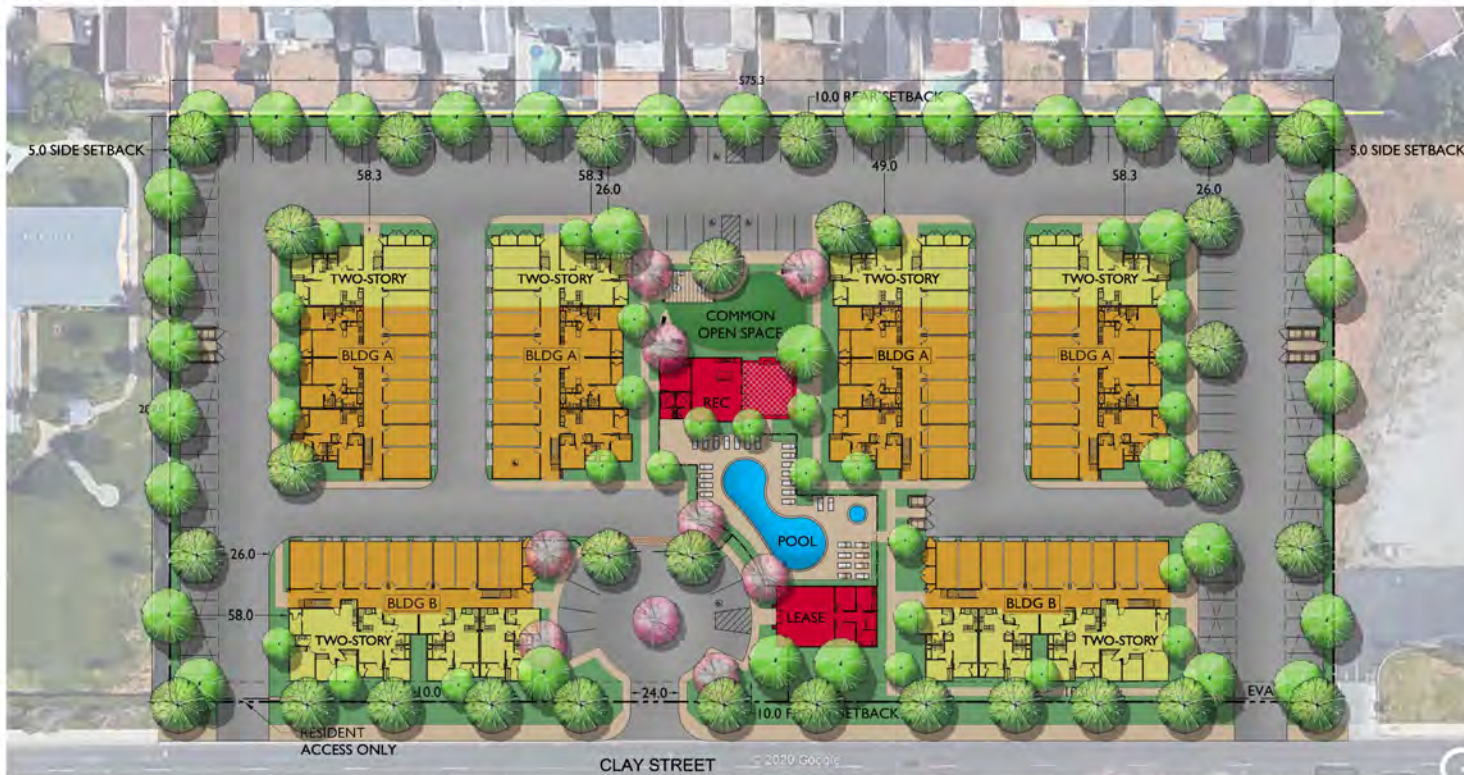 575.3
10.0 REAR SETBACK
5.0 SIDE SETBACK
5.0 SIDE SETBACK
58.3
58.3
26.0
49.0
58.3
26.0
TWO-STORY
TWO-STORY
TWO-STORY
TWO-STORY
COMMON
OPEN SPACE
BLDG A
BLDG A
BLDG A
BLDG A
REC
POOL
26.0
BLDG B
BLDG B
58.0
LEASE
TWO-STORY
TWO-STORY
10.0
24.0
EVA
SETBACK
10.0
RESIDENT
ACCESS ONLY
CLAY STREET
© 2020 Google